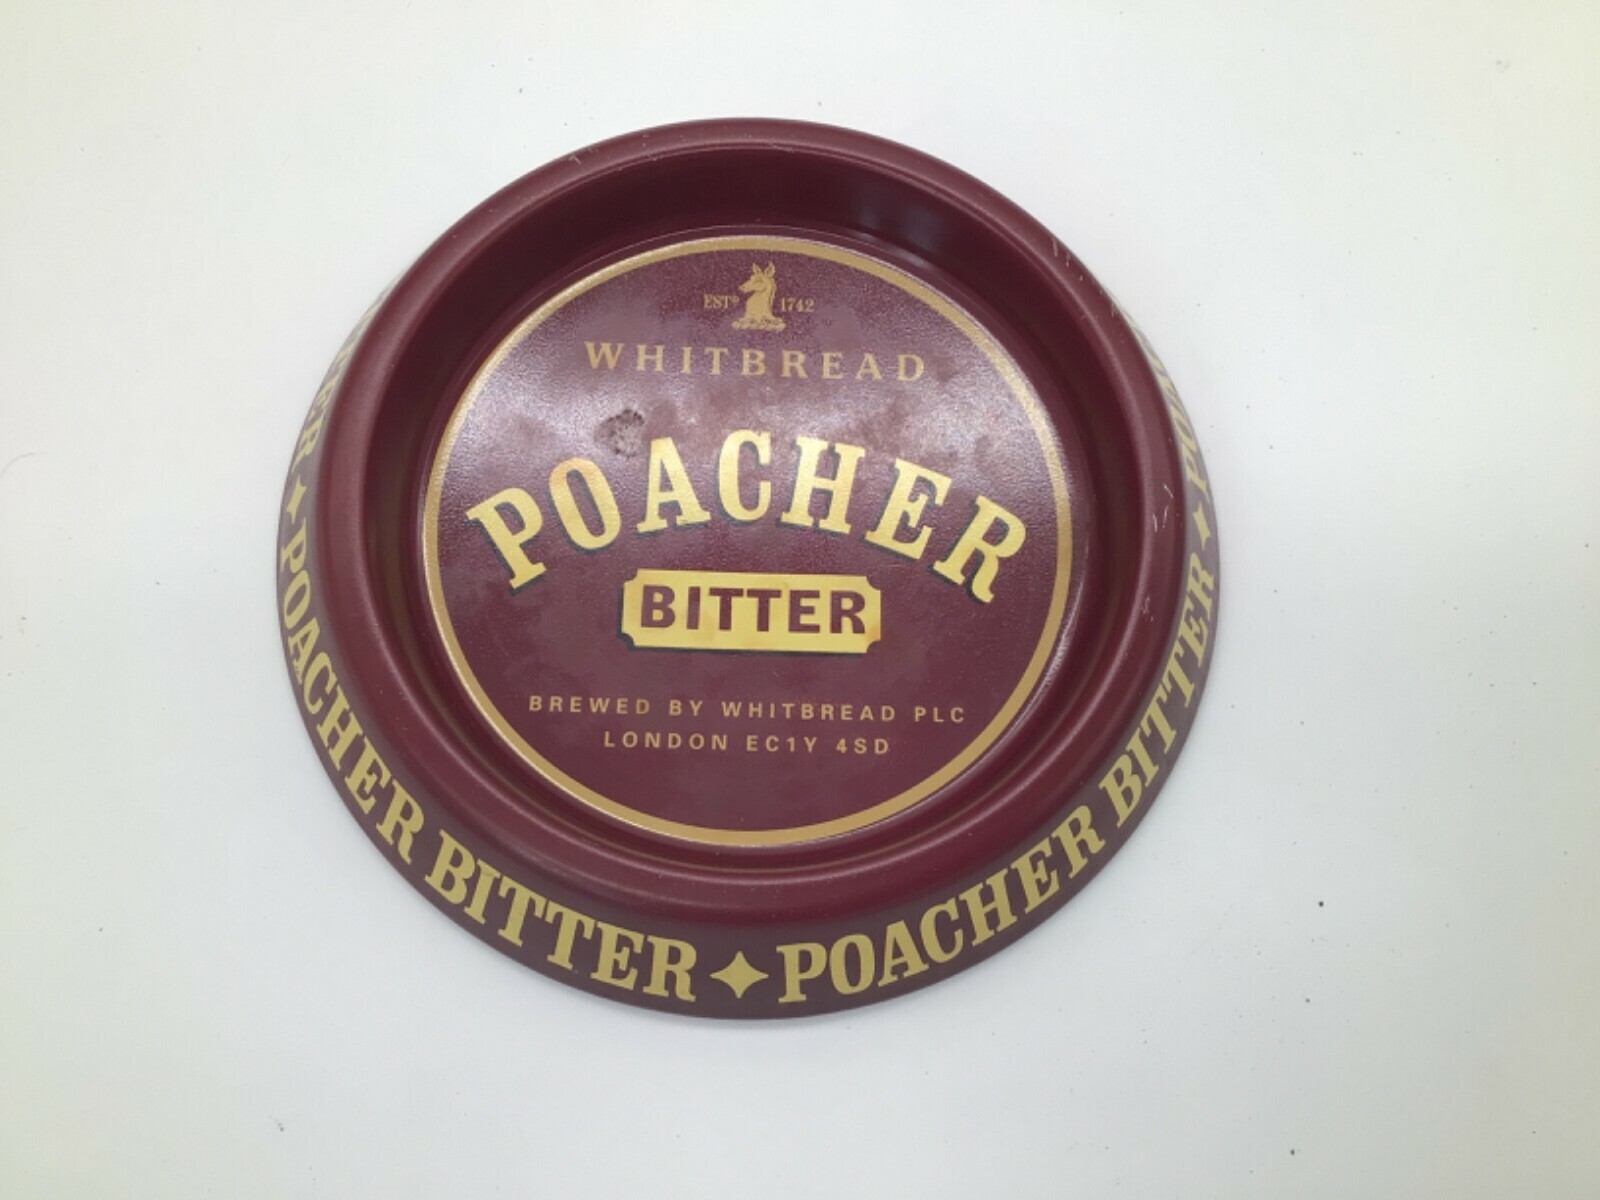 ESTD 1742
WHITBREAD
POACHER
BITTER
BREWED BY WHITBREAD PLC
LONDON EC1Y 4SD
POACHER BITTER ✦ POACHER BITTER ✦